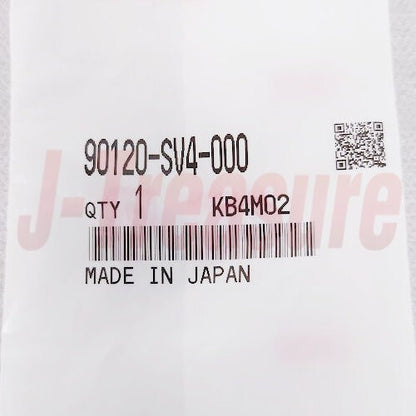 90120-SV4-000
QTY 1 KB4M02
J-Treasure
MADE IN JAPAN